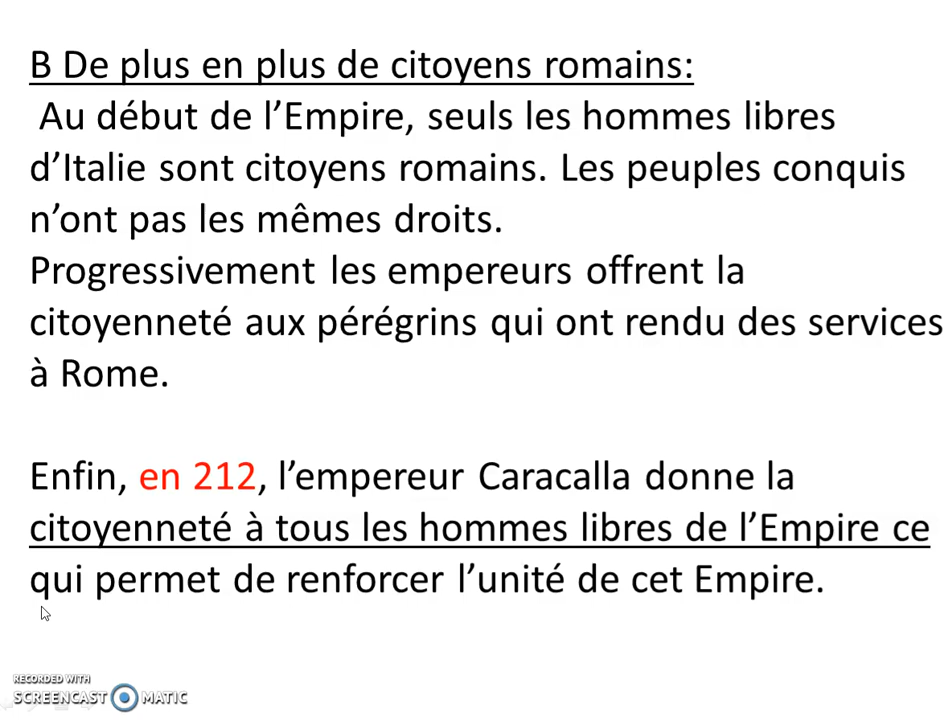 B De plus en plus de citoyens romains:
Au début de l’Empire, seuls les hommes libres
d’Italie sont citoyens romains. Les peuples conquis
n’ont pas les mêmes droits.
Progressivement les empereurs offrent la
citoyenneté aux pérégrins qui ont rendu des services
à Rome.
Enfin, en 212, l’empereur Caracalla donne la
citoyenneté à tous les hommes libres de l’Empire ce
qui permet de renforcer l’unité de cet Empire.
RECORDED WITH
SCREENCAST MATIC